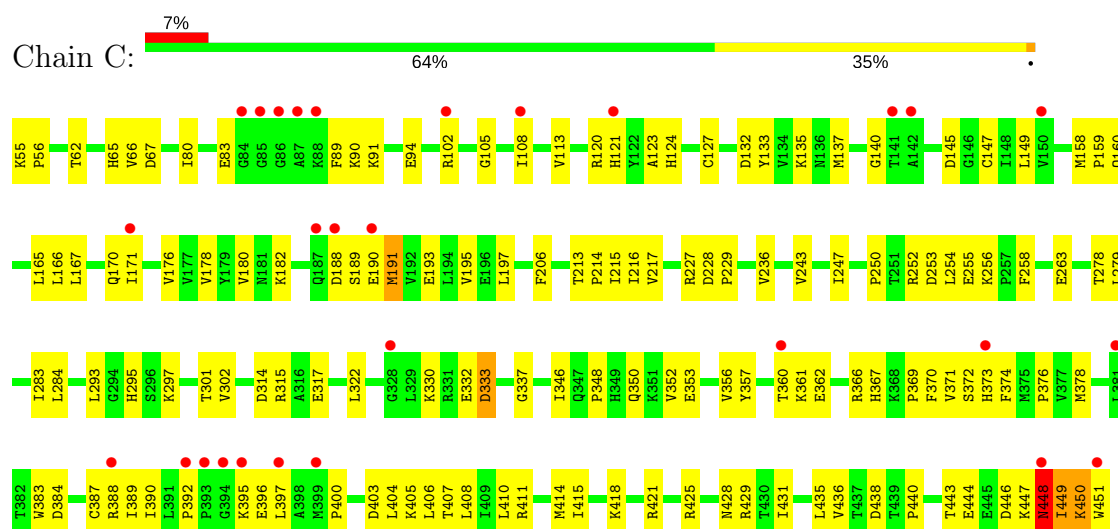 7%
Chain C:
64% 35% •
K55 P56 T62 H65 V66 D67 I80 E83 G84 G85 G86 A87 K88 F89 K90 K91 E94 R102 G105 I108 V113 R120 H121 Y122 A123 H124 C127 D132 Y133 V134 K135 N136 M137 G140 T141 A142 D145 G146 C147 I148 L149 V150 M158 P159
L165 L166 L167 Q170 I171 V176 V177 V178 Y179 V180 N181 K182 Q187 D188 S189 E190 M191 V192 E193 L194 V195 E196 L197 F206 T213 P214 I215 I216 V217 R227 D228 P229 V236 V243 I247 P250 T251 R252 D253 L254 E255 K256 P257 F258 E263 T278
I283 L284 L293 G294 H295 S296 K297 T301 V302 D314 R315 A316 E317 L322 G328 L329 K330 R331 E332 D333 G337 I346 Q347 P348 H349 Q350 K351 V352 E353 V356 Y357 T360 K361 E362 R366 H367 K368 P369 F370 V371 S372 H373 F374 M375 P376 V377 M378
T382 W383 D384 C387 R388 I389 I390 L391 P392 P393 G394 K395 E396 L397 A398 M399 P400 D403 L404 K405 L406 T407 L408 I409 L410 R411 M414 I415 K418 R421 R425 N428 R429 T430 I431 L435 V436 T437 D438 T439 P440 T443 E444 E445 D446 K447 N448 I449 K450 W451